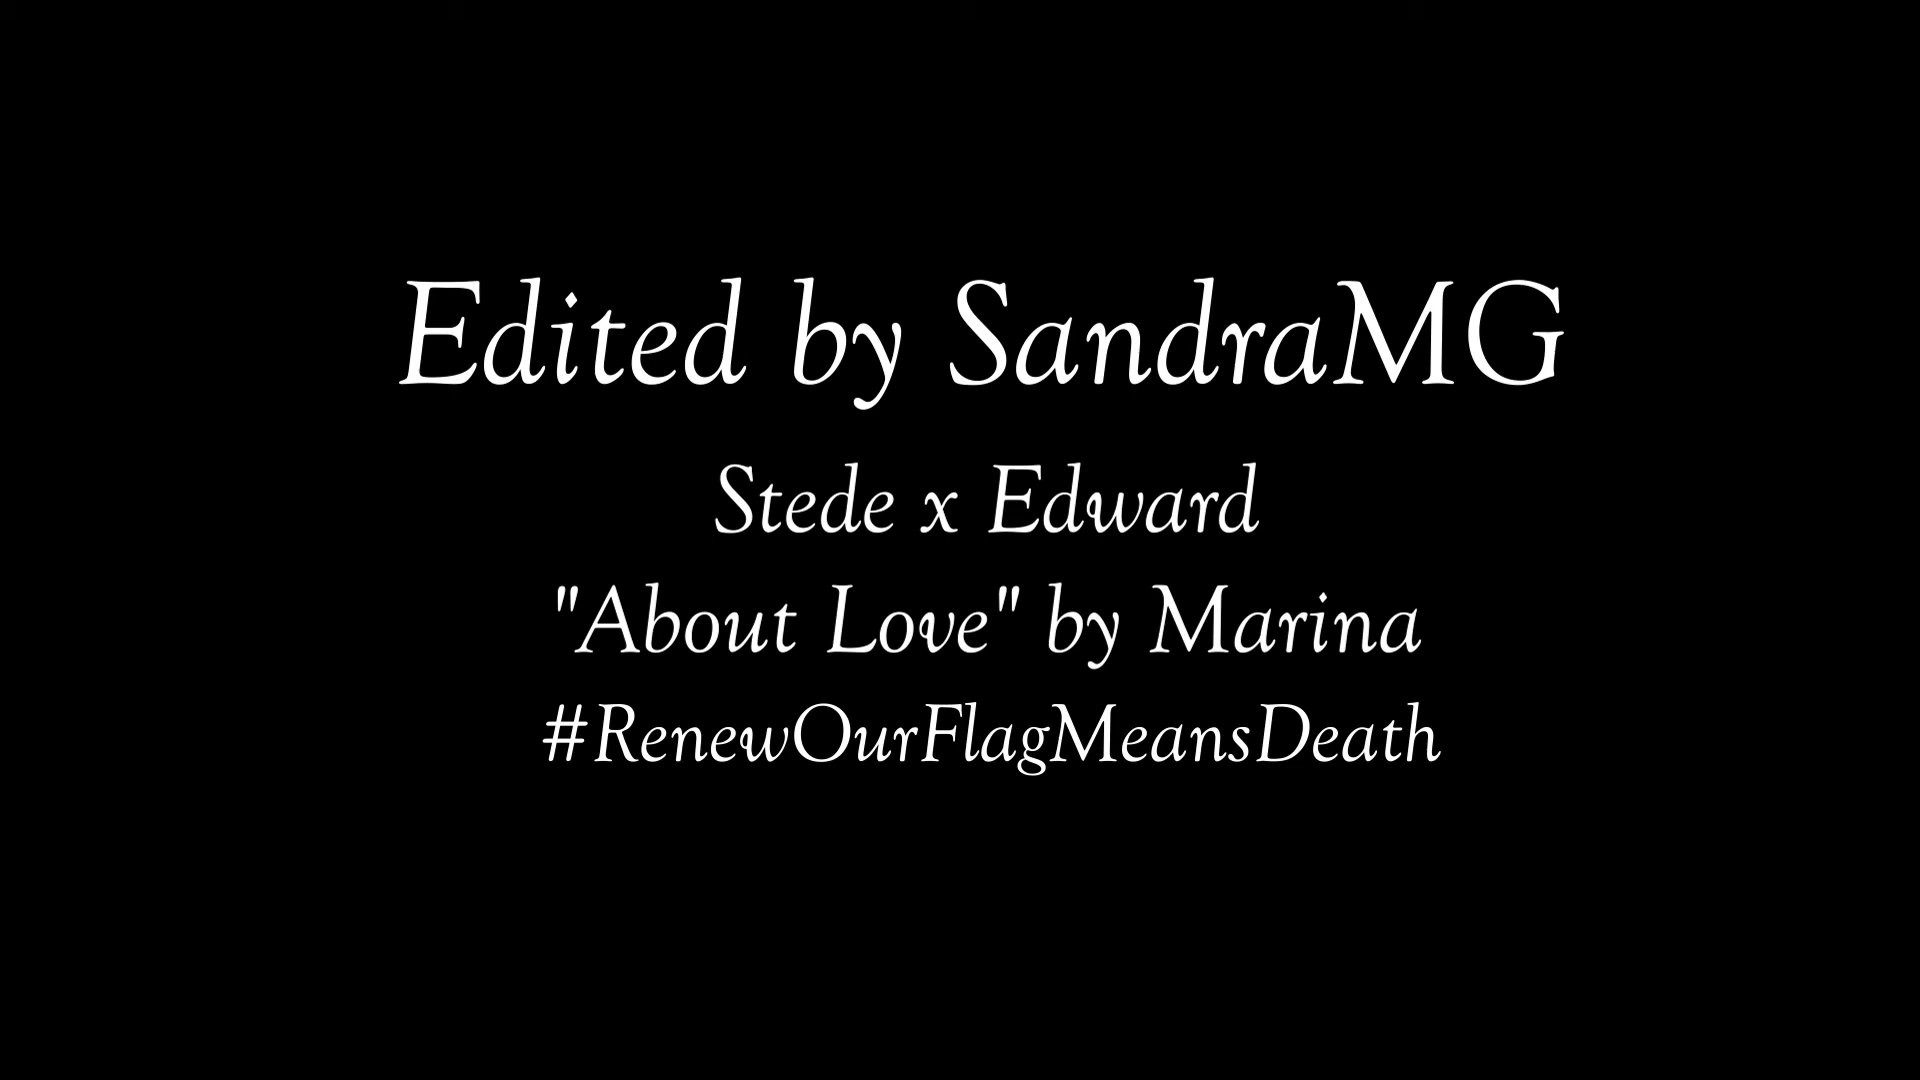 Edited by SandraMG
Stede x Edward
"About Love" by Marina
#RenewOurFlagMeansDeath